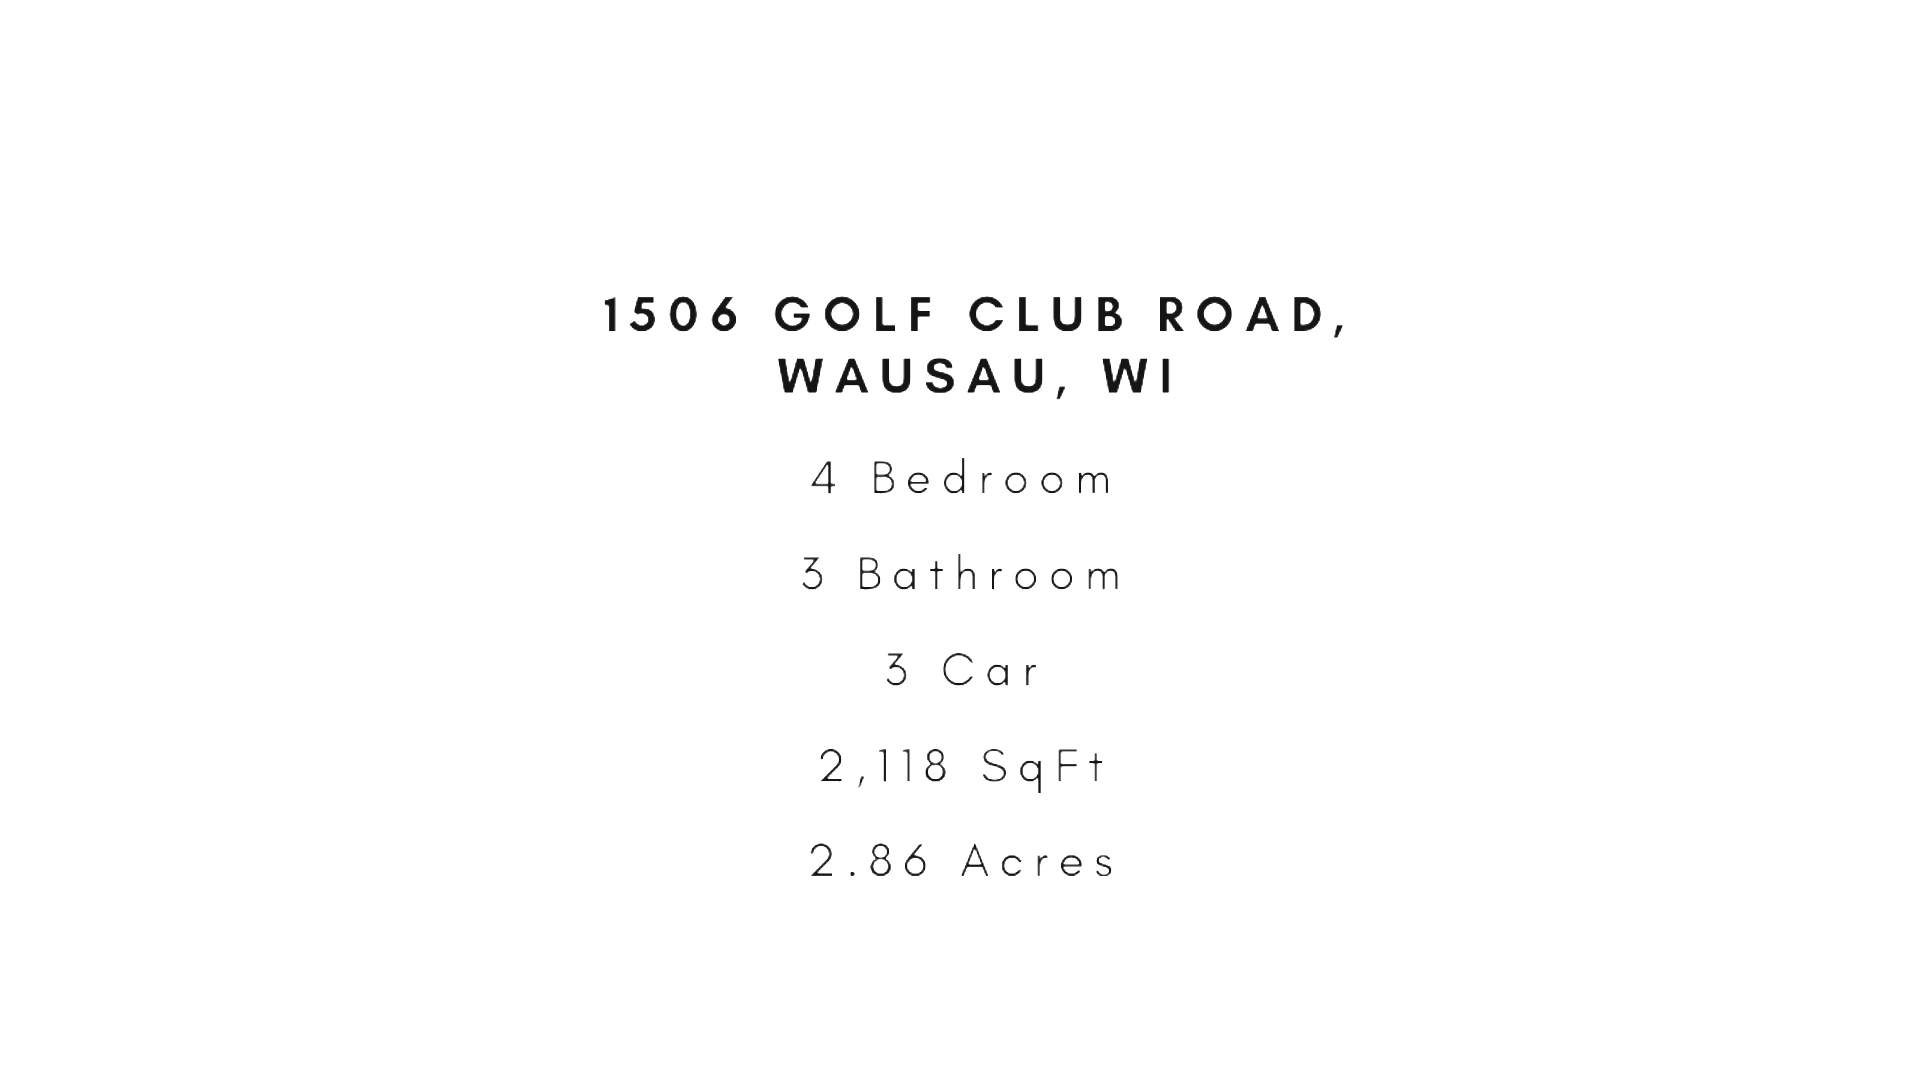 1506 GOLF CLUB ROAD,
WAUSAU, WI
4 Bedroom
3 Bathroom
3 Car
2,118 SqFt
2.86 Acres